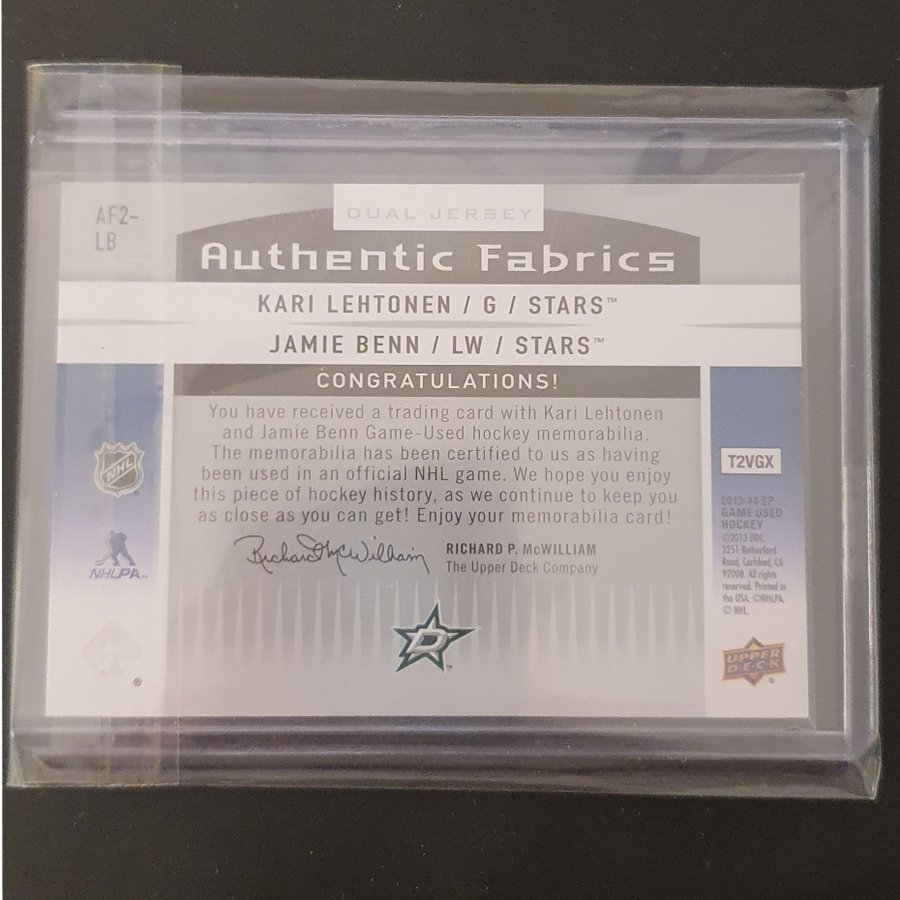 AF2-
LB
DUAL JERSEY
Authentic Fabrics
KARI LEHTONEN / G / STARS™
JAMIE BENN / LW / STARS™
CONGRATULATIONS!
You have received a trading card with Kari Lehtonen
and Jamie Benn Game-Used hockey memorabilia.
The memorabilia has been certified to us as having
been used in an official NHL game. We hope you enjoy
this piece of hockey history, as we continue to keep you
as close as you can get! Enjoy your memorabilia card!
Richard McWilliam
RICHARD P. McWILLIAM
The Upper Deck Company
NHL
NHLPA™
D™
®
T2VGX
2013-14 SP
GAME USED
HOCKEY
©2013 UDC,
2251 Rutherford
Road, Carlsbad, CA
92008. All rights
reserved. Printed in
the USA. ©NHLPA.
© NHL.
UPPER
DECK